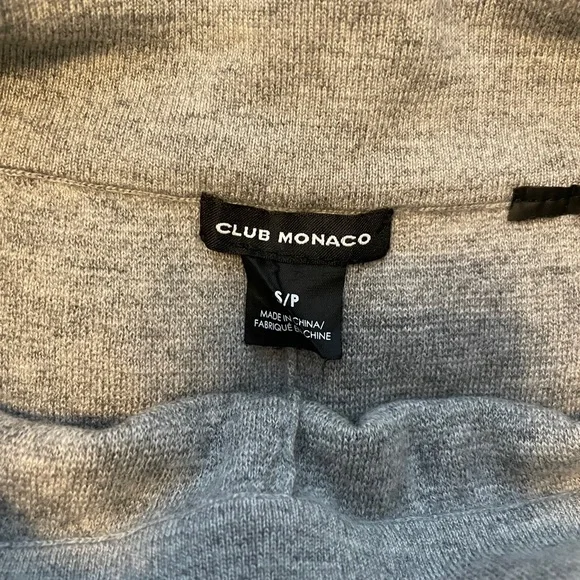 CLUB MONACO
S/P
MADE IN CHINA/
FABRIQUÉ EN CHINE